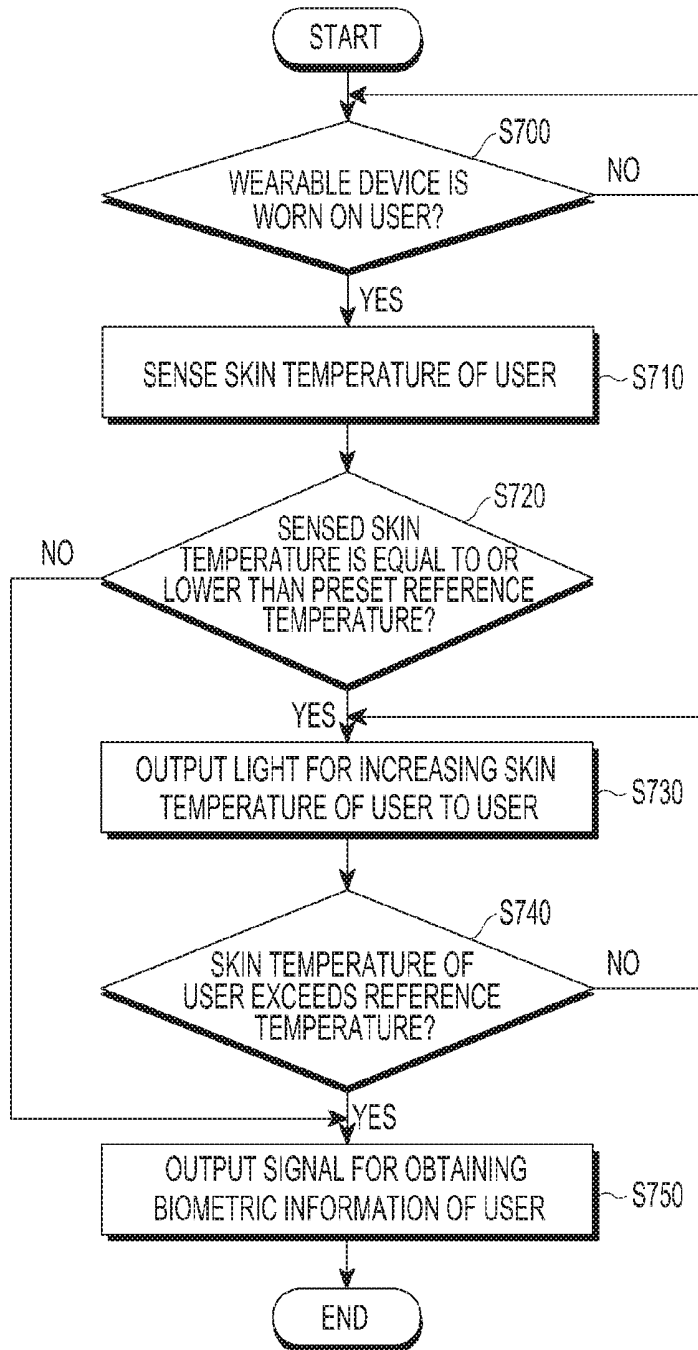 START
S700
WEARABLE DEVICE IS
WORN ON USER?
NO
YES
SENSE SKIN TEMPERATURE OF USER
S710
S720
SENSED SKIN
TEMPERATURE IS EQUAL TO OR
LOWER THAN PRESET REFERENCE
TEMPERATURE?
NO
YES
OUTPUT LIGHT FOR INCREASING SKIN
TEMPERATURE OF USER TO USER
S730
S740
SKIN TEMPERATURE OF
USER EXCEEDS REFERENCE
TEMPERATURE?
NO
YES
OUTPUT SIGNAL FOR OBTAINING
BIOMETRIC INFORMATION OF USER
S750
END